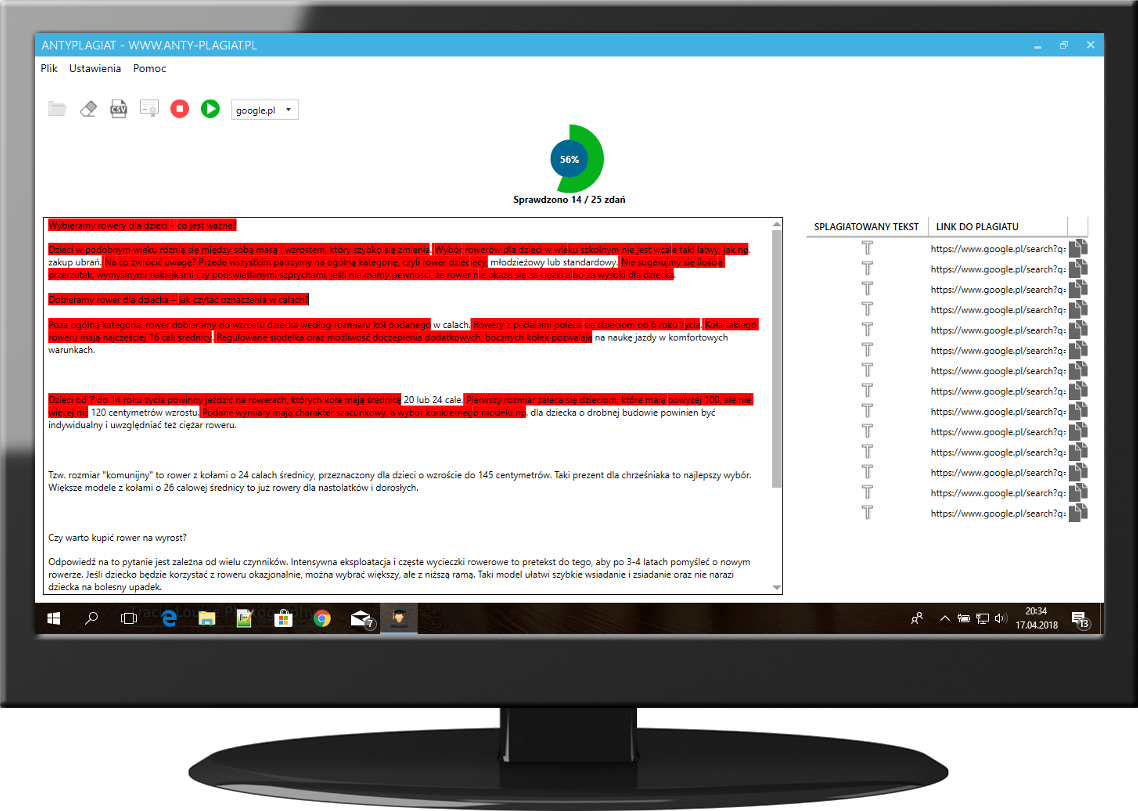 ANTYPLAGIAT - WWW.ANTY-PLAGIAT.PL
Plik Ustawienia Pomoc
CSV
google.pl
56%
Sprawdzono 14 / 25 zdań
Wybieramy rowery dla dzieci – co jest ważne?
Dzieci w podobnym wieku różnią się między sobą masą i wzrostem, który szybko się zmienia. Wybór rowerów dla dzieci w wieku szkolnym nie jest wcale taki łatwy, jak np.
zakup ubrań. Na co zwrócić uwagę? Przede wszystkim patrzymy na ogólną kategorię, czyli rower dziecięcy, młodzieżowy lub standardowy. Nie sugerujmy się ilością
przerzutek, wymyślnymi naklejkami czy podświetlanymi szprychami, jeśli nie mamy pewności, że rower nie okaże się za ciężki albo za wysoki dla dziecka.
Dobieramy rower dla dziecka – jak czytać oznaczenia w calach?
Poza ogólną kategorią, rower dobieramy do wzrostu dziecka według rozmiaru kół podanego w calach. Rowery z pedałami poleca się dzieciom od 6 roku życia. Koła takiego
roweru mają najczęściej 16 cali średnicy. Regulowane siodełka oraz możliwość doczepienia dodatkowych, bocznych kółek pozwalają na naukę jazdy w komfortowych
warunkach.
Dzieci od 7 do 14 roku życia powinny jeździć na rowerach, których koła mają średnicę 20 lub 24 cale. Pierwszy rozmiar zaleca się dzieciom, które mają powyżej 100, ale nie
więcej niż 120 centymetrów wzrostu. Podane wymiary mają charakter szacunkowy, a wybór konkretnego modelu np. dla dziecka o drobnej budowie powinien być
indywidualny i uwzględniać też ciężar roweru.
Tzw. rozmiar "komunijny" to rower z kołami o 24 calach średnicy, przeznaczony dla dzieci o wzroście do 145 centymetrów. Taki prezent dla chrześniaka to najlepszy wybór.
Większe modele z kołami o 26 calowej średnicy to już rowery dla nastolatków i dorosłych.
Czy warto kupić rower na wyrost?
Odpowiedź na to pytanie jest zależna od wielu czynników. Intensywna eksploatacja i częste wycieczki rowerowe to pretekst do tego, aby po 3-4 latach pomyśleć o nowym
rowerze. Jeśli dziecko będzie korzystać z roweru okazjonalnie, można wybrać większy, ale z niższą ramą. Taki model ułatwi szybkie wsiadanie i zsiadanie oraz nie narazi
dziecka na bolesny upadek.
SPLAGIATOWANY TEKST LINK DO PLAGIATU
T https://www.google.pl/search?q=
T https://www.google.pl/search?q=
T https://www.google.pl/search?q=
T https://www.google.pl/search?q=
T https://www.google.pl/search?q=
T https://www.google.pl/search?q=
T https://www.google.pl/search?q=
T https://www.google.pl/search?q=
T https://www.google.pl/search?q=
T https://www.google.pl/search?q=
T https://www.google.pl/search?q=
T https://www.google.pl/search?q=
T https://www.google.pl/search?q=
T https://www.google.pl/search?q=
7
20:34
17.04.2018
13